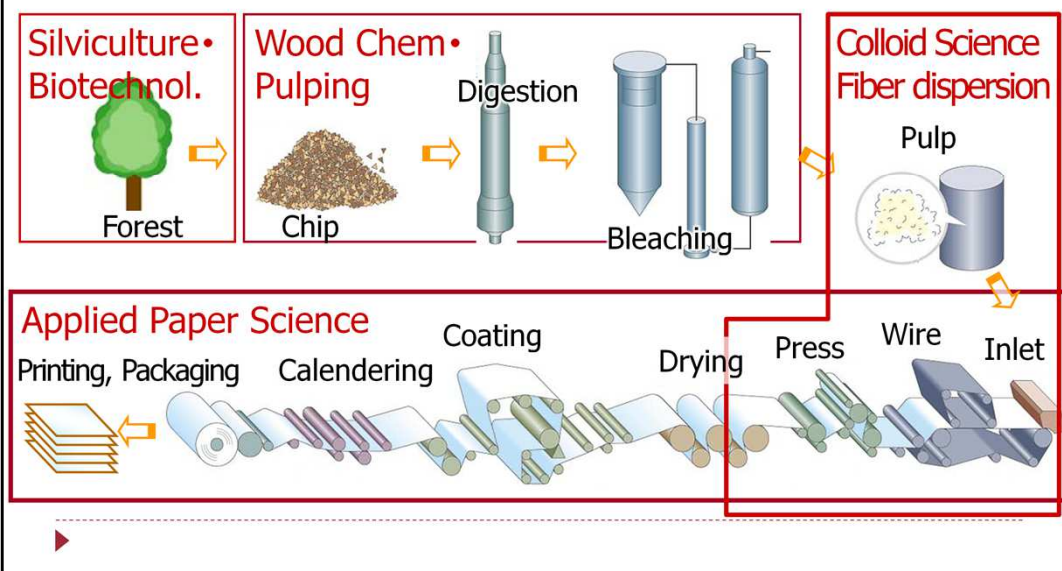 Silviculture•
Biotechnol.
Forest
Wood Chem•
Pulping
Chip
Digestion
Bleaching
Colloid Science
Fiber dispersion
Pulp
Applied Paper Science
Printing, Packaging
Calendering
Coating
Drying
Press
Wire
Inlet